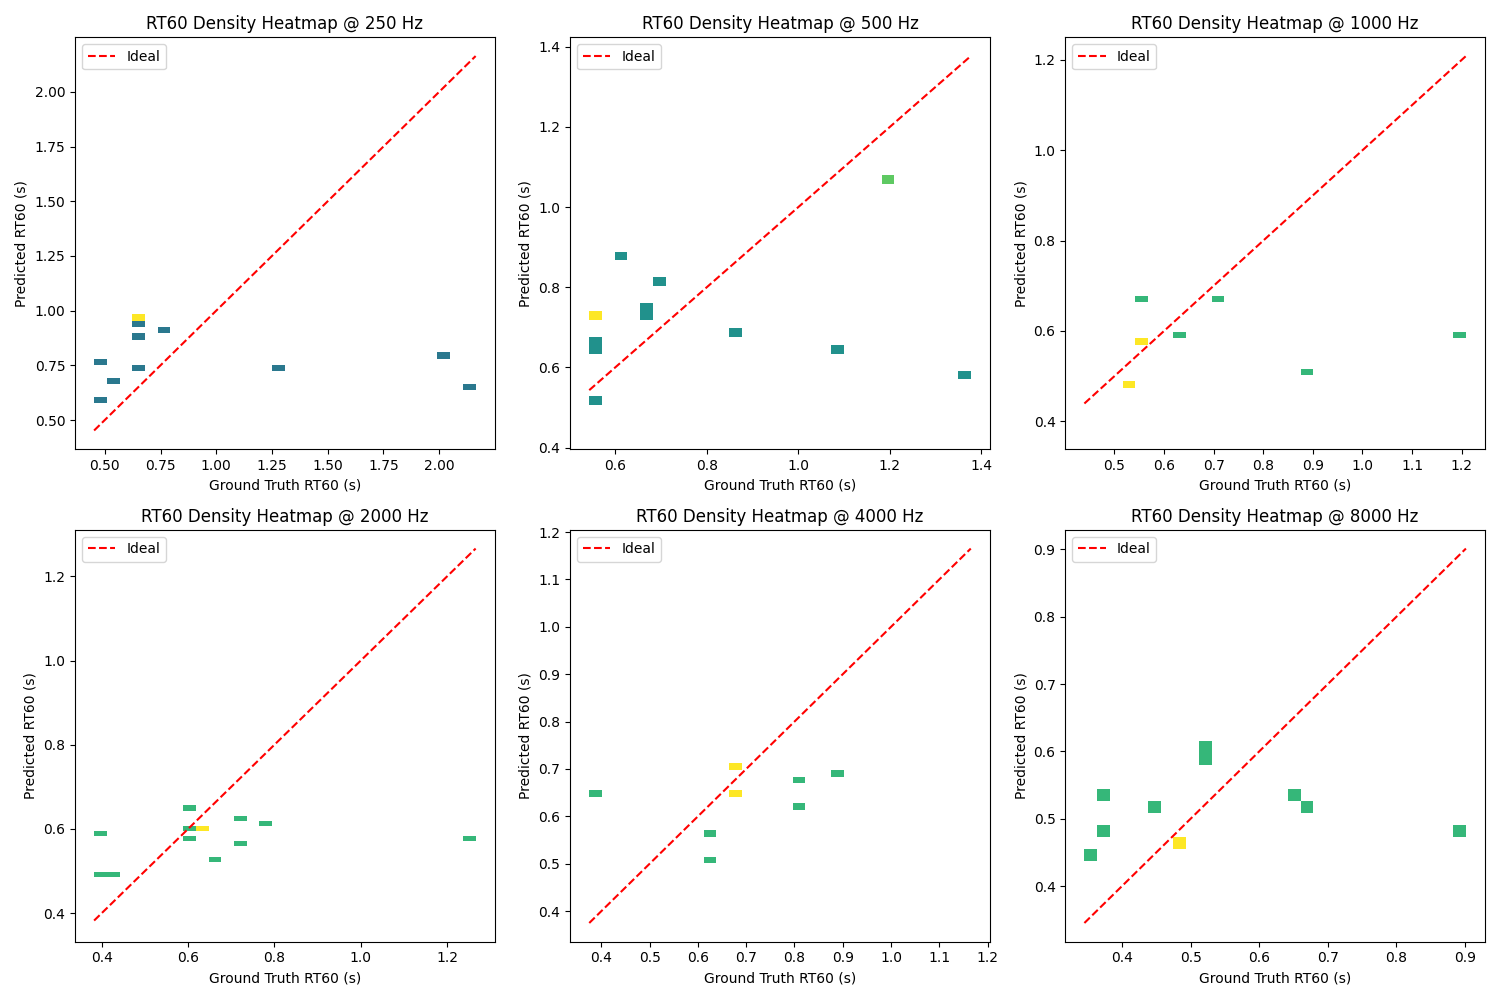 RT60 Density Heatmap @ 250 Hz
Ideal
2.00
1.75
1.50
1.25
1.00
0.75
0.50
Predicted RT60 (s)
0.50 0.75 1.00 1.25 1.50 1.75 2.00
Ground Truth RT60 (s)
RT60 Density Heatmap @ 500 Hz
Ideal
1.4
1.2
1.0
0.8
0.6
0.4
Predicted RT60 (s)
0.6 0.8 1.0 1.2 1.4
Ground Truth RT60 (s)
RT60 Density Heatmap @ 1000 Hz
Ideal
1.2
1.0
0.8
0.6
0.4
Predicted RT60 (s)
0.5 0.6 0.7 0.8 0.9 1.0 1.1 1.2
Ground Truth RT60 (s)
RT60 Density Heatmap @ 2000 Hz
Ideal
1.2
1.0
0.8
0.6
0.4
Predicted RT60 (s)
0.4 0.6 0.8 1.0 1.2
Ground Truth RT60 (s)
RT60 Density Heatmap @ 4000 Hz
Ideal
1.2
1.1
1.0
0.9
0.8
0.7
0.6
0.5
0.4
Predicted RT60 (s)
0.4 0.5 0.6 0.7 0.8 0.9 1.0 1.1 1.2
Ground Truth RT60 (s)
RT60 Density Heatmap @ 8000 Hz
Ideal
0.9
0.8
0.7
0.6
0.5
0.4
Predicted RT60 (s)
0.4 0.5 0.6 0.7 0.8 0.9
Ground Truth RT60 (s)